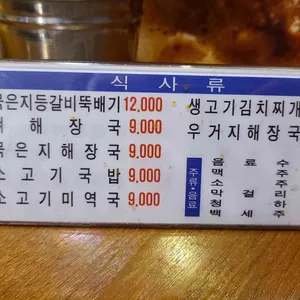 식 사 류
묵은지등갈비뚝배기 12,000
해 장 국 9,000
묵은지해장국 9,000
소고기국밥 9,000
소고기미역국 9,000
생고기김치찌개
우거지해장국
주류·음료
음 료 수
맥 주
소 주
막 걸 리
청 하
백 세 주